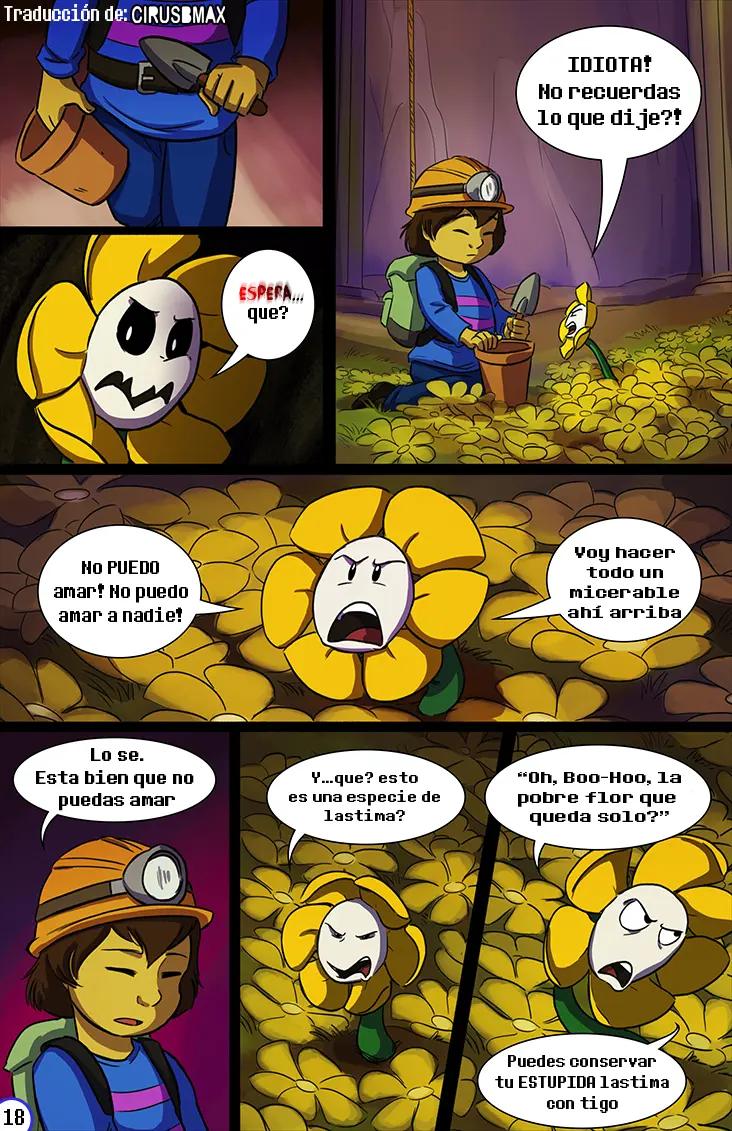 Traducción de: CIRUSBMAX
ESPERA...
que?
IDIOTA!
No recuerdas
lo que dije?!
No PUEDO
amar! No puedo
amar a nadie!
Voy hacer
todo un
micerable
ahí arriba
Lo se.
Esta bien que no
puedas amar
Y...que? esto
es una especie de
lastima?
“Oh, Boo-Hoo, la
pobre flor que
queda solo?”
Puedes conservar
tu ESTUPIDA lastima
con tigo
18